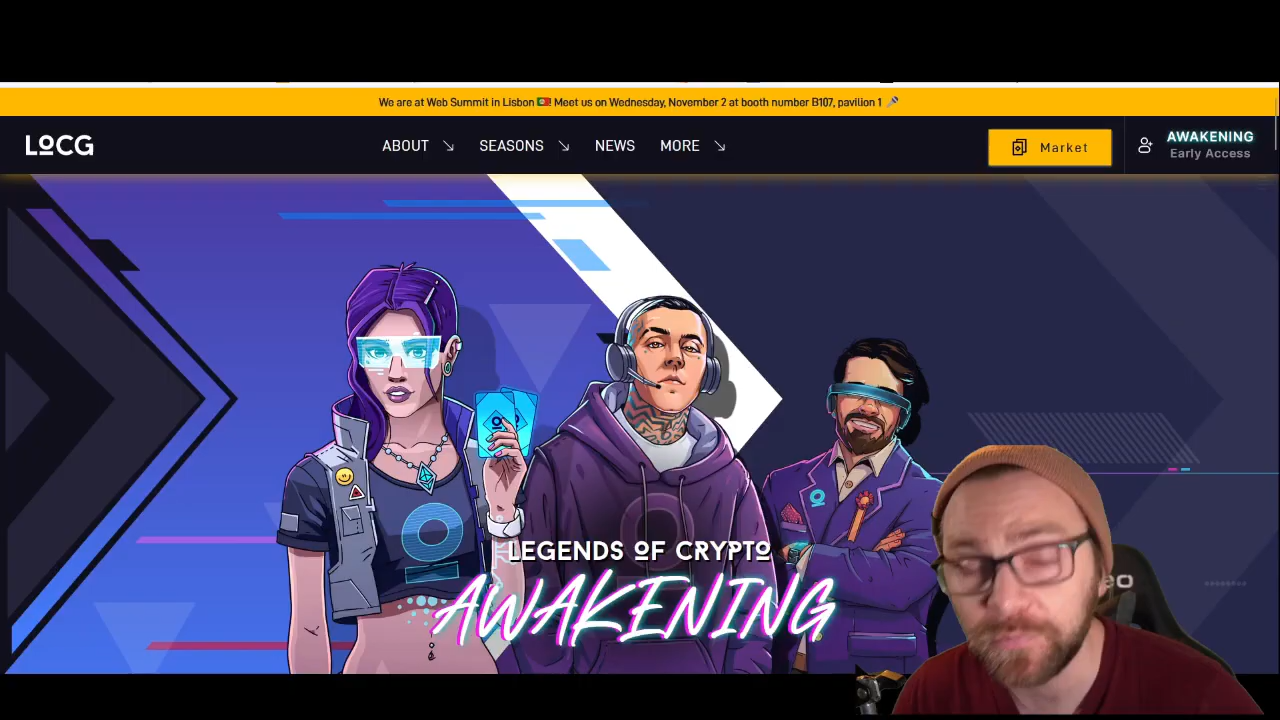 We are at Web Summit in Lisbon 🇵🇹! Meet us on Wednesday, November 2 at booth number B107, pavilion 1 🎤
LOCG
ABOUT
SEASONS
NEWS
MORE
Market
AWAKENING
Early Access
LEGENDS OF CRYPTO
AWAKENING